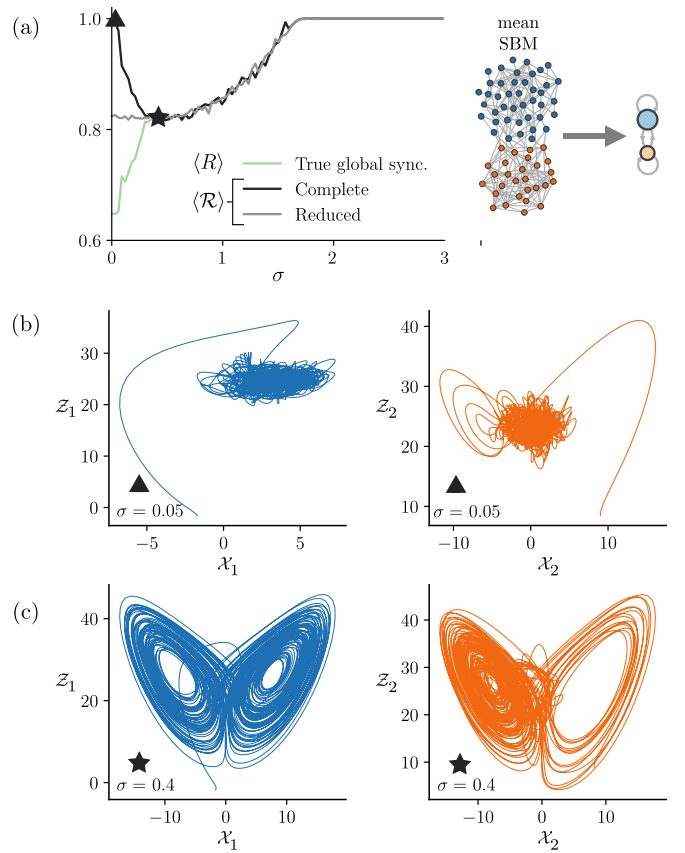 (a)
1.0
0.8
0.6
0
1
2
3
σ
⟨R⟩
True global sync.
⟨ℛ⟩
Complete
Reduced
mean
SBM
(b)
𝒵₁
30
20
10
0
σ = 0.05
−5
0
5
𝒳₁
𝒵₂
40
30
20
10
σ = 0.05
−10
0
10
𝒳₂
(c)
𝒵₁
40
20
0
σ = 0.4
−10
0
10
𝒳₁
𝒵₂
40
30
20
10
σ = 0.4
−10
0
10
𝒳₂